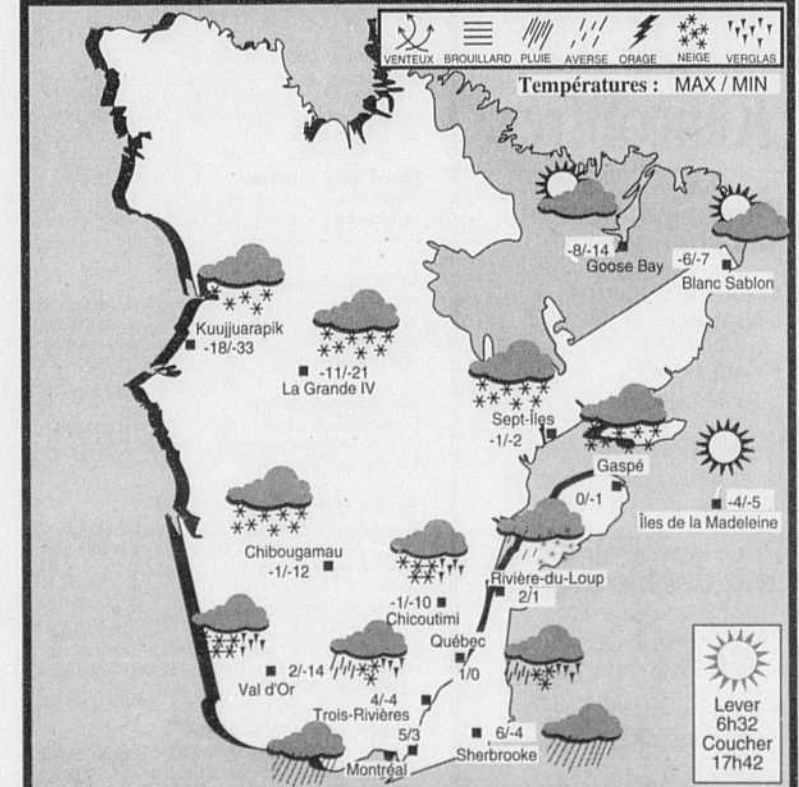 VENTEUX BROUILLARD PLUIE AVERSE ORAGE NEIGE VERGLAS
Températures : MAX / MIN
-8/-14
Goose Bay
-6/-7
Blanc Sablon
Kuujjuarapik
-18/-33
-11/-21
La Grande IV
Sept-Îles
-1/-2
Gaspé
0/-1
-4/-5
Îles de la Madeleine
Chibougamau
-1/-12
Rivière-du-Loup
2/1
-1/-10
Chicoutimi
Québec
1/0
2/-14
Val d'Or
4/-4
Trois-Rivières
5/3
Montréal
6/-4
Sherbrooke
Lever
6h32
Coucher
17h42